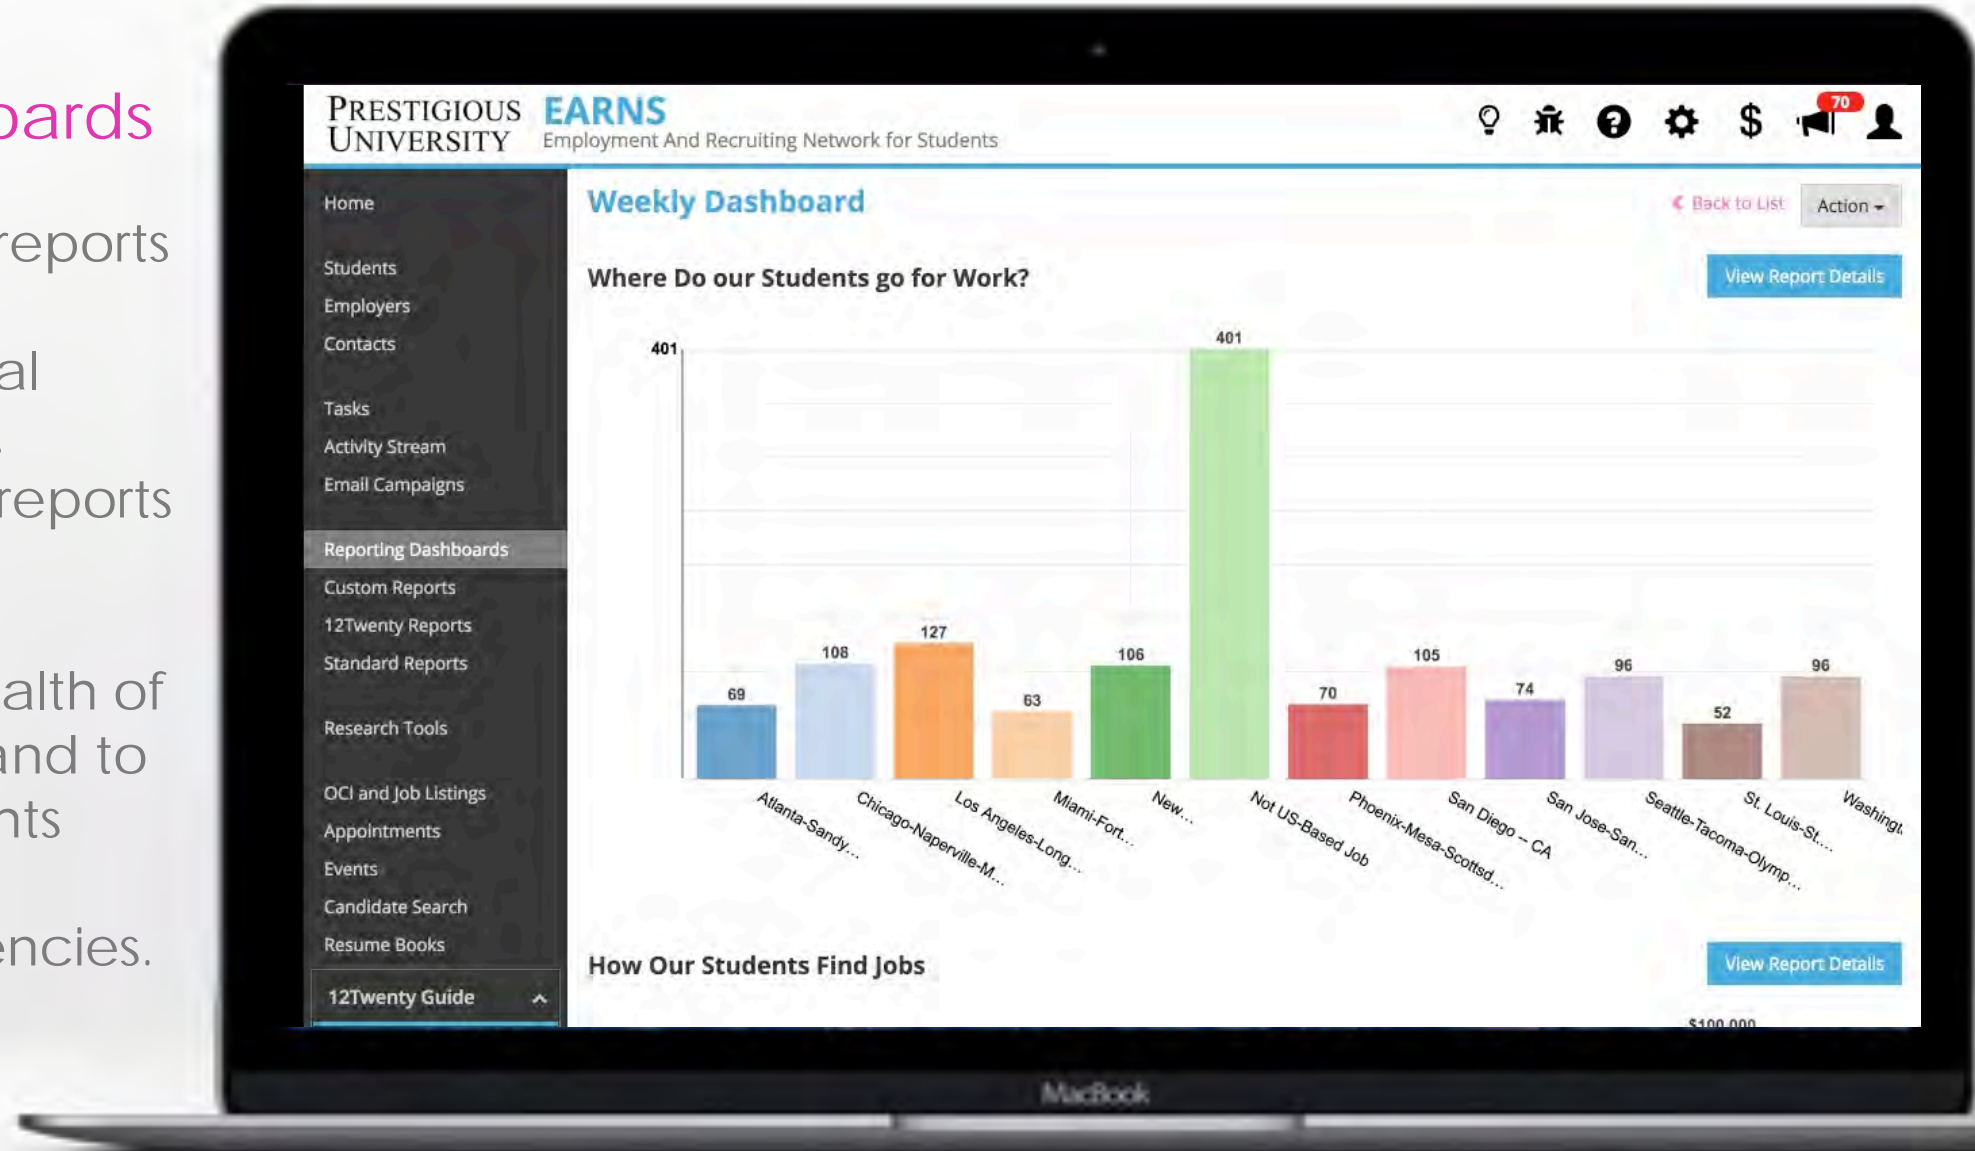 boards
reports
al
reports
alth of
and to
nts
encies.
PRESTIGIOUS
UNIVERSITY
EARNS
Employment And Recruiting Network for Students
70
Home
Students
Employers
Contacts
Tasks
Activity Stream
Email Campaigns
Reporting Dashboards
Custom Reports
12Twenty Reports
Standard Reports
Research Tools
OCI and Job Listings
Appointments
Events
Candidate Search
Resume Books
12Twenty Guide
Weekly Dashboard
Back to List
Action
Where Do our Students go for Work?
View Report Details
401
69
108
127
63
106
401
70
105
74
96
52
96
Atlanta-Sandy...
Chicago-Naperville-M...
Los Angeles-Long...
Miami-Fort...
New...
Not US-Based Job
Phoenix-Mesa-Scottsd...
San Diego -- CA
San Jose-San...
Seattle-Tacoma-Olymp...
St. Louis-St....
Washingt
How Our Students Find Jobs
View Report Details
$100,000
MacBook